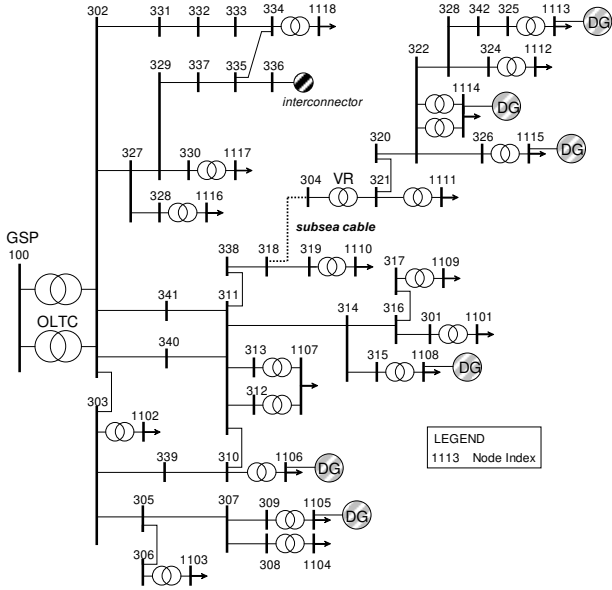 302 331 332 333 334 1118
328 342 325 1113 DG
329 337 335 336
interconnector
322 324 1112
1114 DG
320 326 1115 DG
327 330 1117
328 1116
304 VR 321 1111
subsea cable
GSP
100
OLTC
338 318 319 1110
317 1109
341 311 314 316
301 1101
340 313 1107
315 1108 DG
312
303 1102
339 310 1106 DG
LEGEND
1113 Node Index
305 307 309 1105 DG
306 1103 308 1104